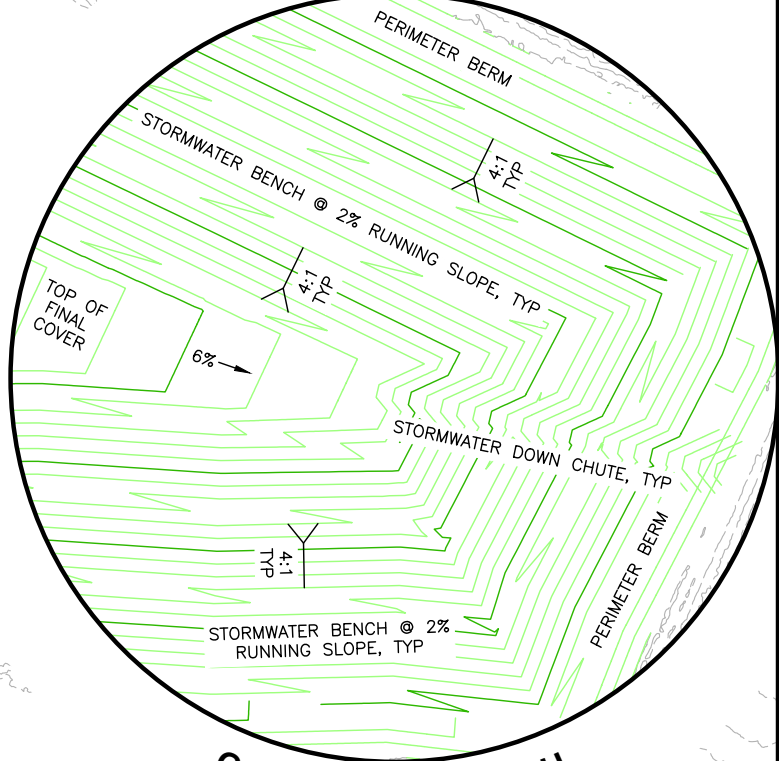 PERIMETER BERM
4:1
TYP
STORMWATER BENCH @ 2% RUNNING SLOPE, TYP
4:1
TYP
TOP OF
FINAL
COVER
6%
STORMWATER DOWN CHUTE, TYP
PERIMETER BERM
4:1
TYP
STORMWATER BENCH @ 2%
RUNNING SLOPE, TYP